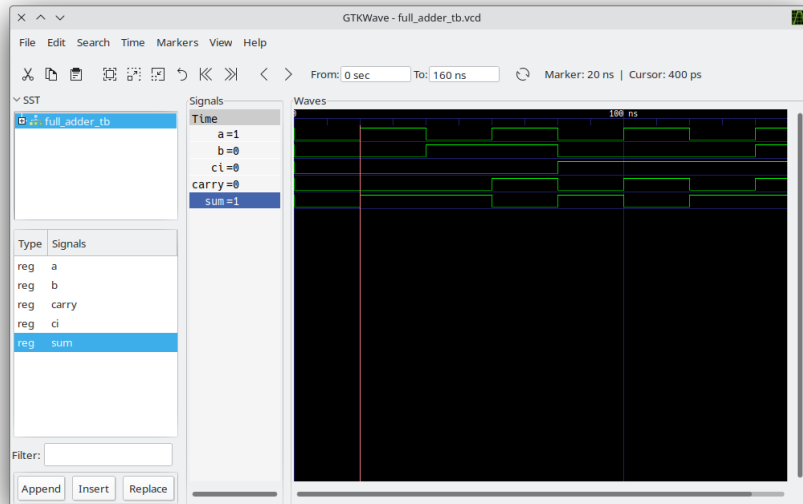 GTKWave - full_adder_tb.vcd
File Edit Search Time Markers View Help
From: 0 sec To: 160 ns Marker: 20 ns | Cursor: 400 ps
SST
full_adder_tb
Type Signals
reg a
reg b
reg carry
reg ci
reg sum
Filter:
Append Insert Replace
Signals
Time
a=1
b=0
ci=0
carry=0
sum=1
Waves
100 ns